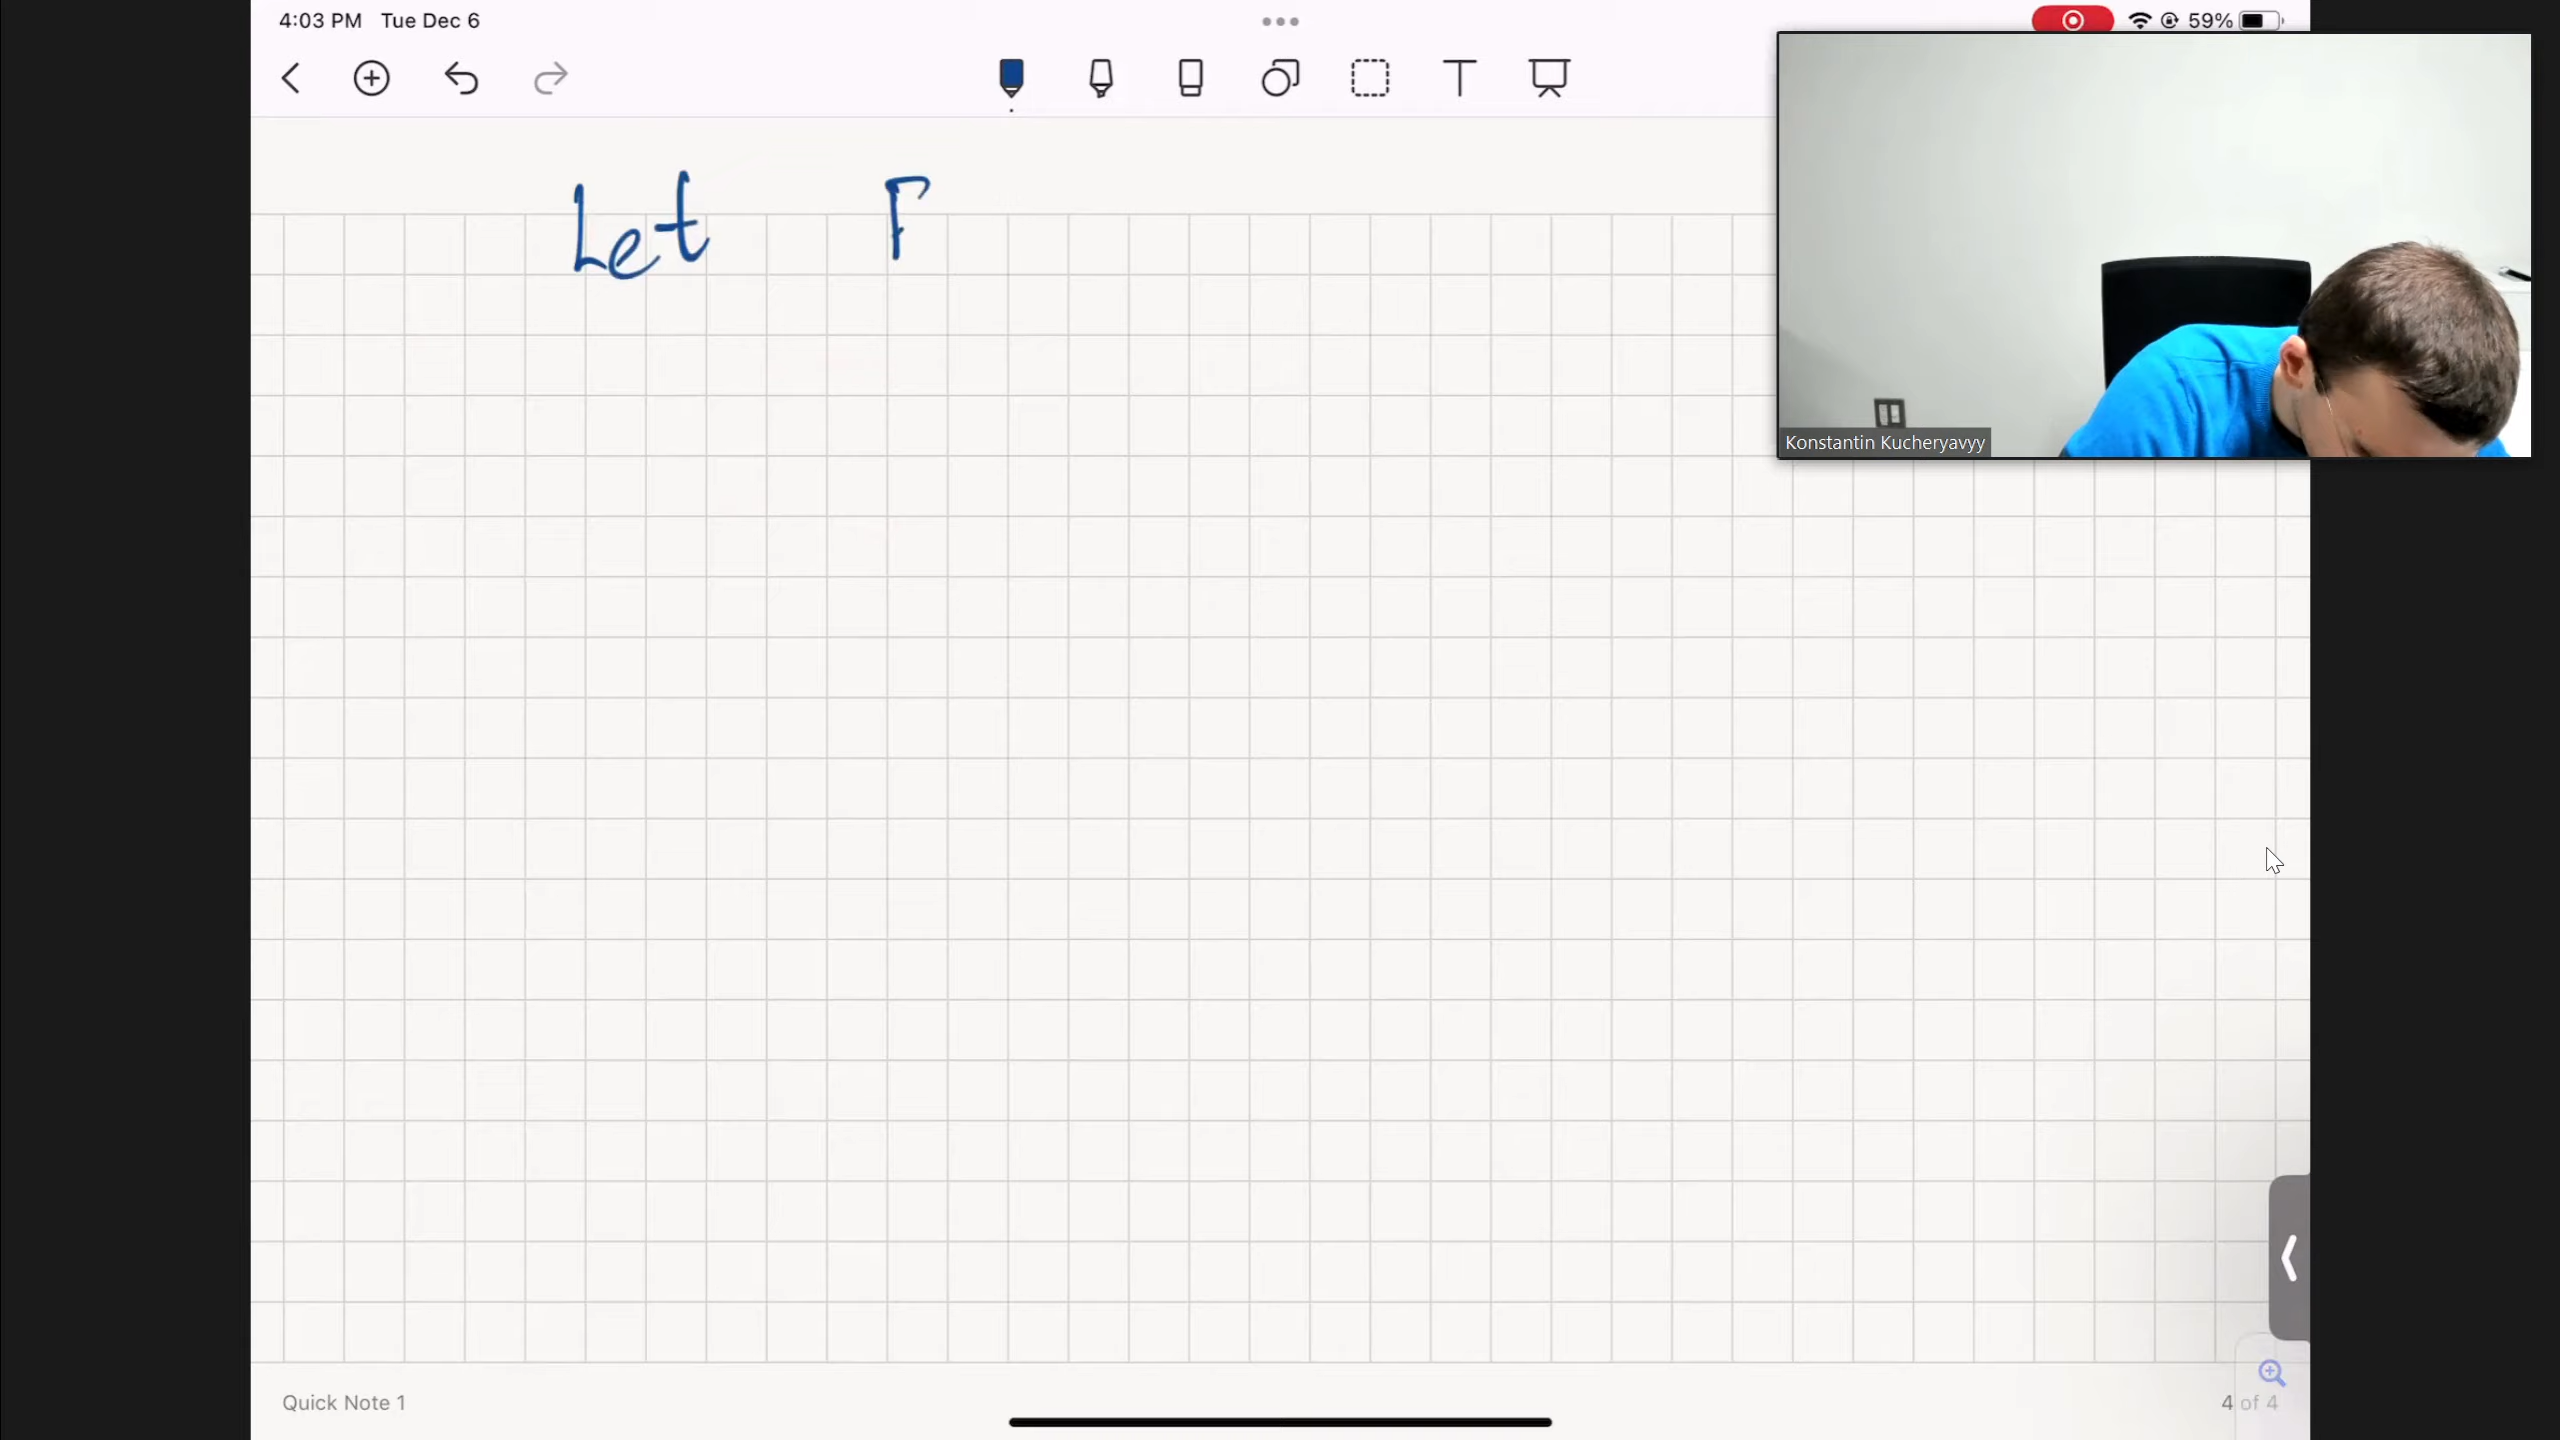 4:03 PM Tue Dec 6
59%
Let
Konstantin Kucheryavyy
Quick Note 1
4 of 4